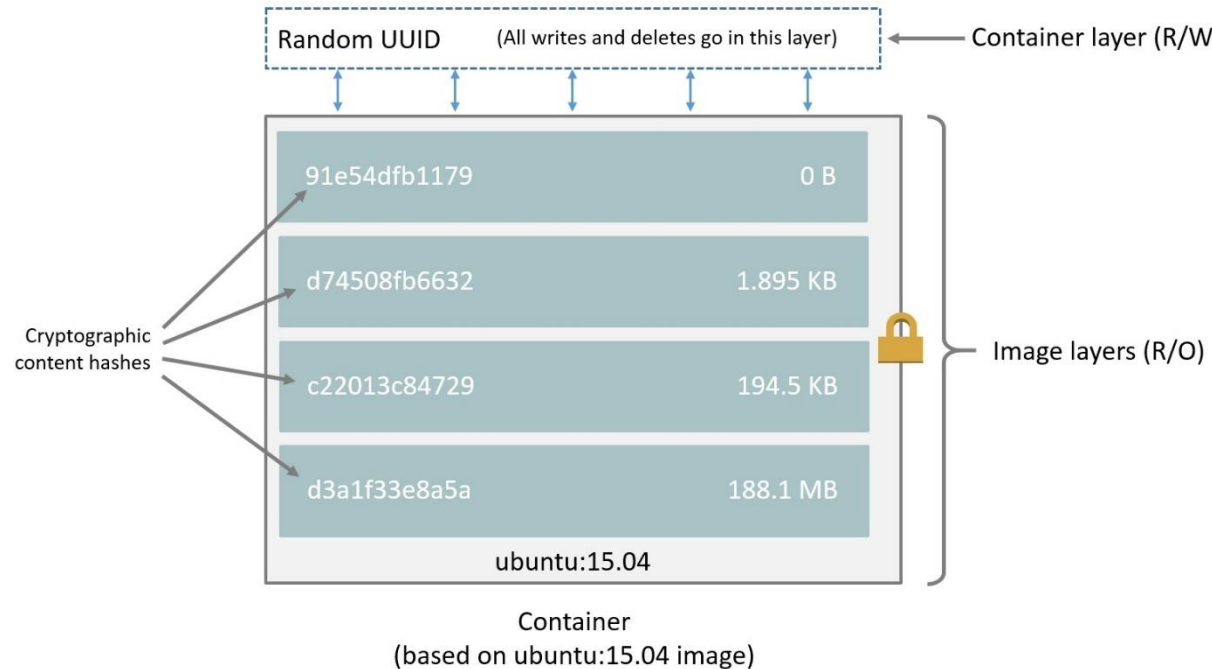 Random UUID (All writes and deletes go in this layer)
Container layer (R/W
91e54dfb1179 0 B
d74508fb6632 1.895 KB
Cryptographic
content hashes
c22013c84729 194.5 KB
Image layers (R/O)
d3a1f33e8a5a 188.1 MB
ubuntu:15.04
Container
(based on ubuntu:15.04 image)